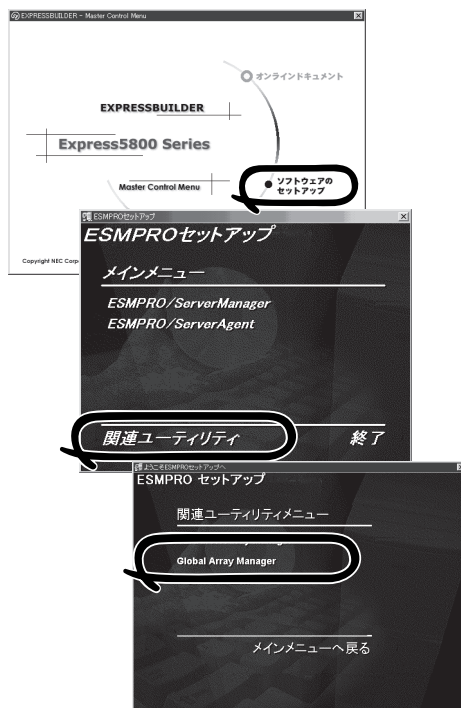 EXPRESSBUILDER - Master Control Menu
オンラインドキュメント
EXPRESSBUILDER
Express5800 Series
ソフトウェアの
セットアップ
Master Control Menu
Copyright NEC Corp
ESMPROセットアップ
ESMPROセットアップ
メインメニュー
ESMPRO/ServerManager
ESMPRO/ServerAgent
関連ユーティリティ
終了
ようこそESMPROセットアップへ
ESMPRO セットアップ
関連ユーティリティメニュー
Global Array Manager
メインメニューへ戻る